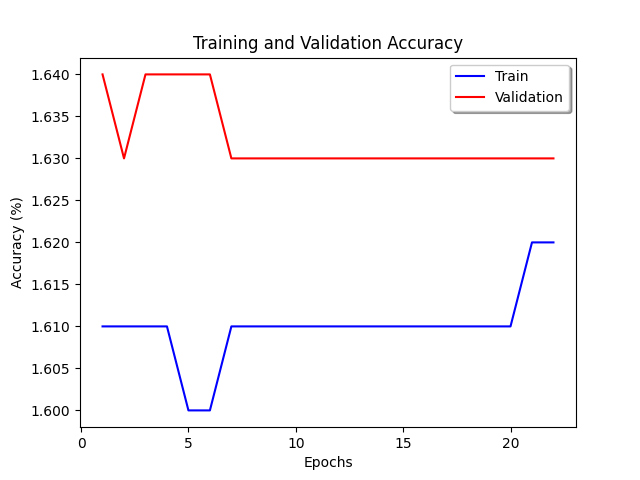 Training and Validation Accuracy
Train
Validation
1.640
1.635
1.630
1.625
1.620
1.615
1.610
1.605
1.600
Accuracy (%)
0 5 10 15 20
Epochs